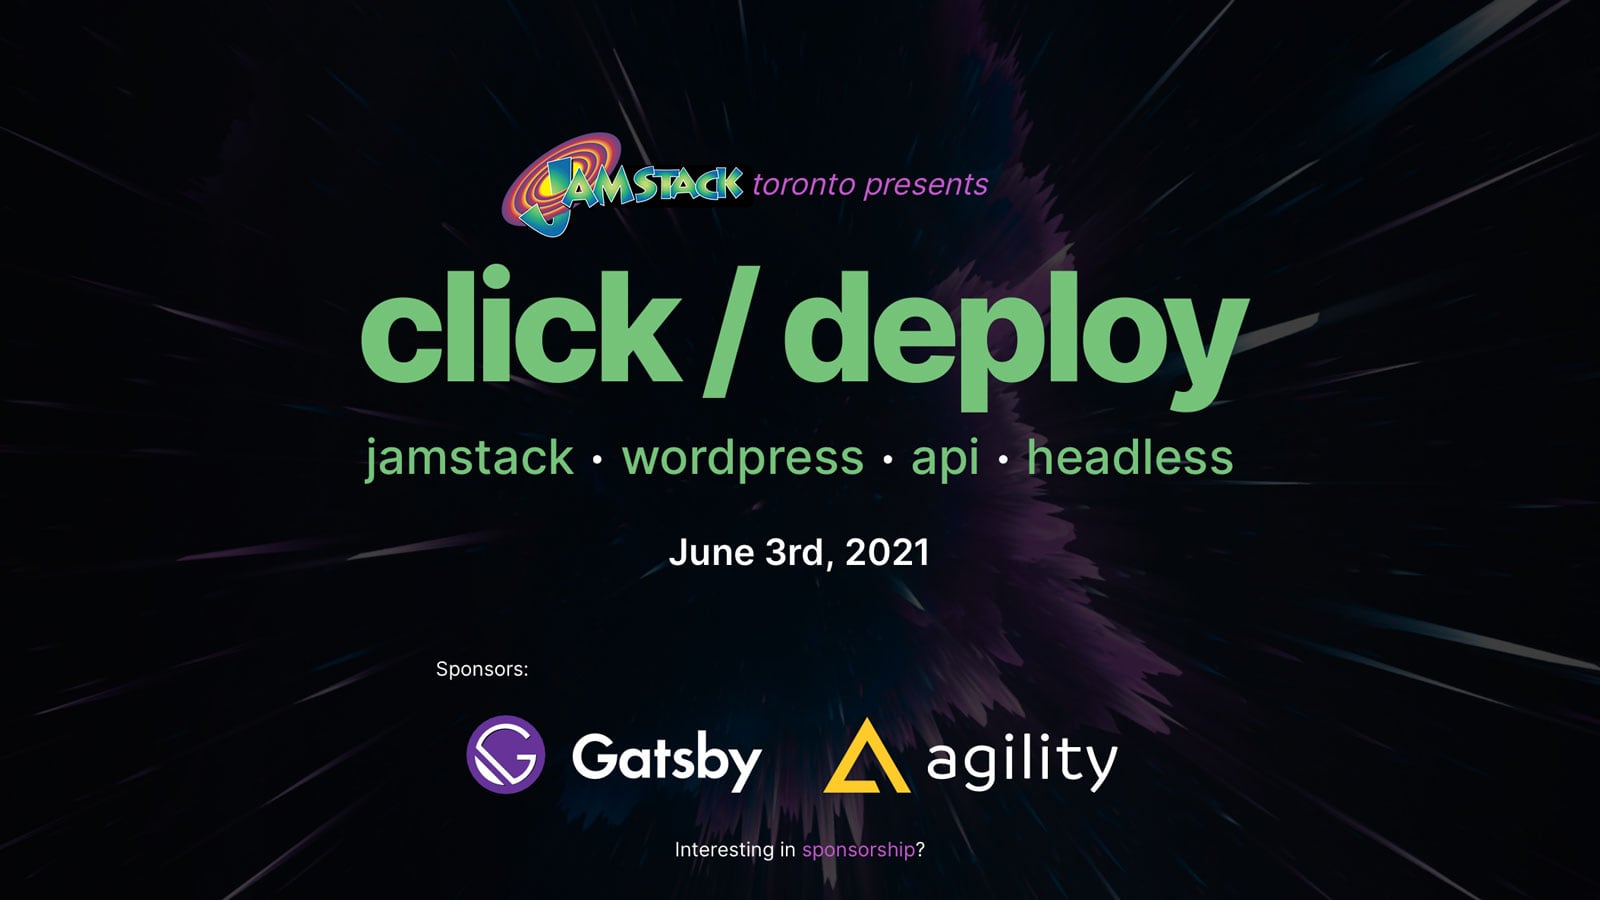 JAMSTACK toronto presents
click / deploy
jamstack · wordpress · api · headless
June 3rd, 2021
Sponsors:
Gatsby agility
Interesting in sponsorship?